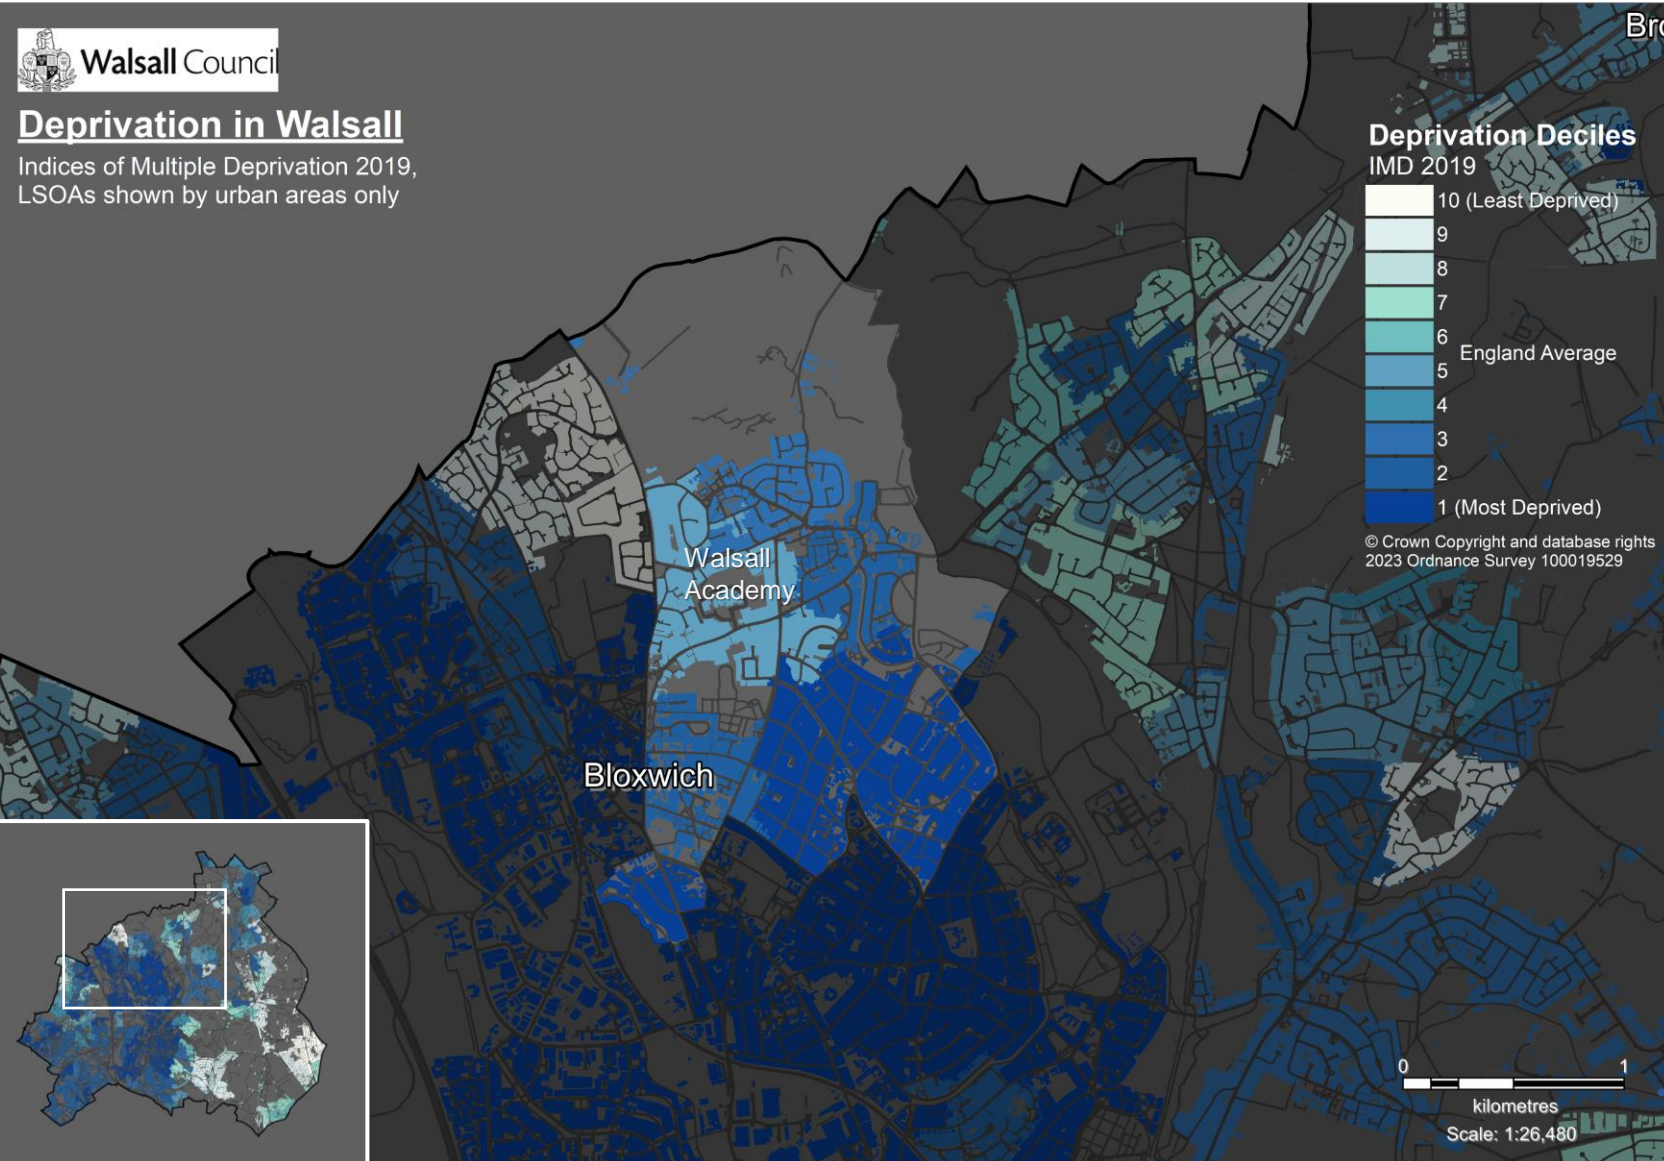 Walsall Council
Deprivation in Walsall
Indices of Multiple Deprivation 2019,
LSOAs shown by urban areas only
Bro
Deprivation Deciles
IMD 2019
10 (Least Deprived)
9
8
7
6
England Average
5
4
3
2
1 (Most Deprived)
© Crown Copyright and database rights
2023 Ordnance Survey 100019529
Walsall
Academy
Bloxwich
0 1
kilometres
Scale: 1:26,480